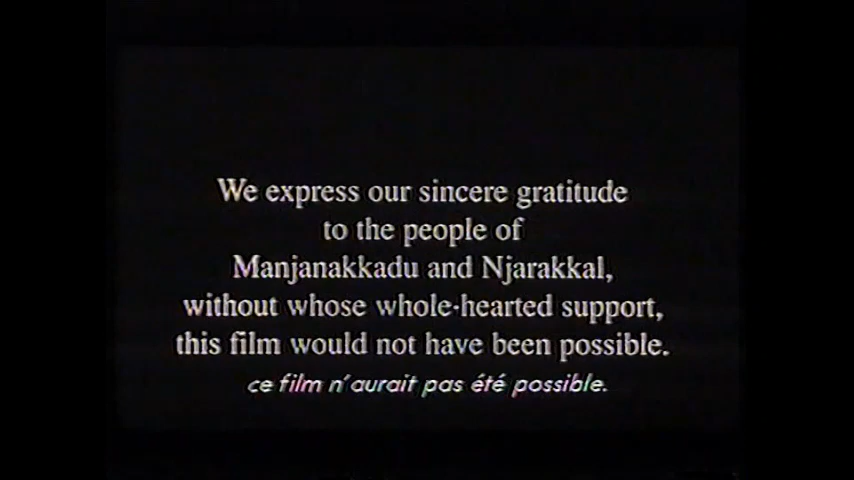 We express our sincere gratitude
to the people of
Manjanakkadu and Njarakkal,
without whose whole-hearted support,
this film would not have been possible.
ce film n'aurait pas été possible.